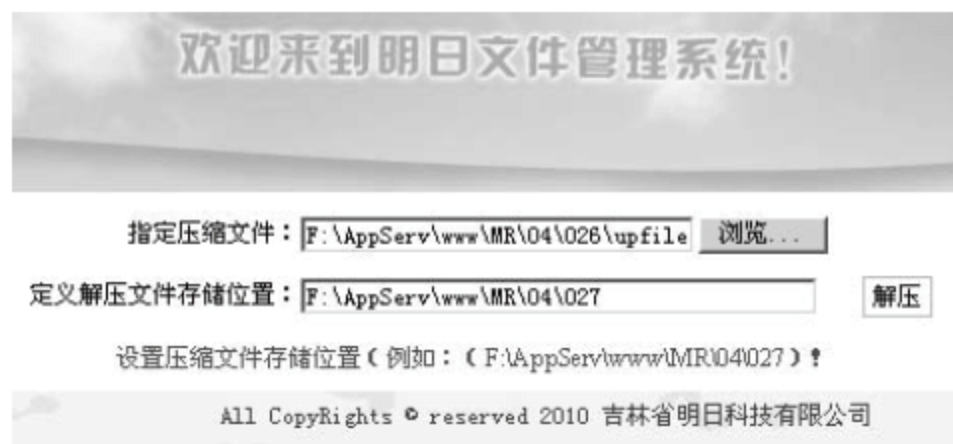 欢迎来到明日文件管理系统!
指定压缩文件：F:\AppServ\www\MR\04\026\upfile 浏览...
定义解压文件存储位置：F:\AppServ\www\MR\04\027 解压
设置压缩文件存储位置(例如：(F:\AppServ\www\MR\04\027)!
All CopyRights © reserved 2010 吉林省明日科技有限公司